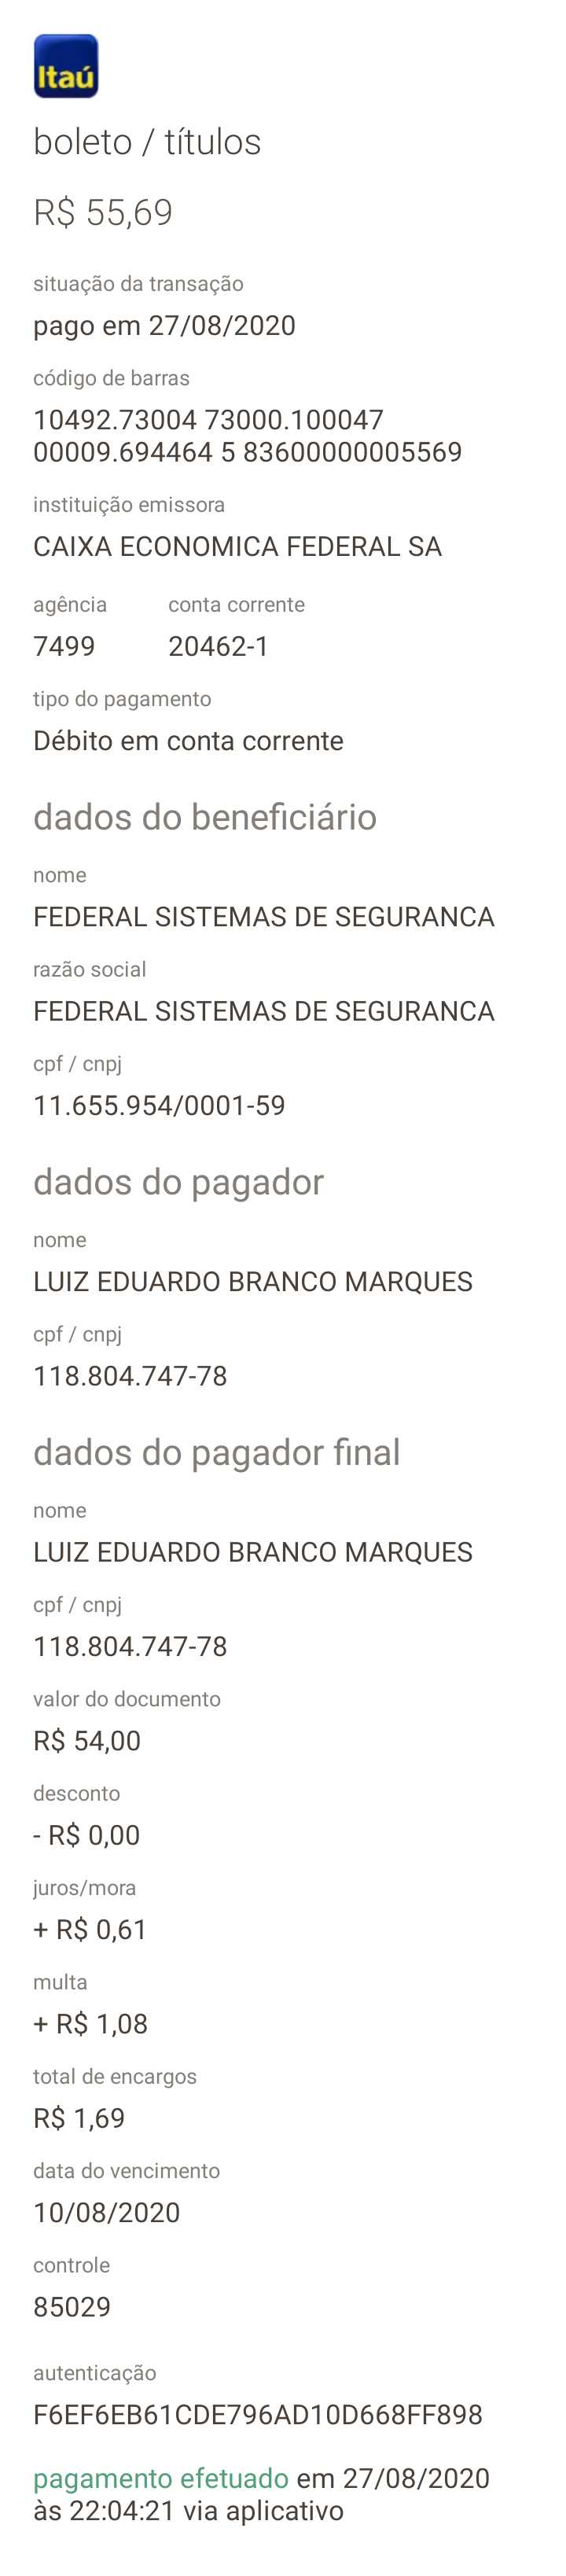 Itaú
boleto / títulos
R$ 55,69
situação da transação
pago em 27/08/2020
código de barras
10492.73004 73000.100047
00009.694464 5 83600000005569
instituição emissora
CAIXA ECONOMICA FEDERAL SA
agência conta corrente
7499 20462-1
tipo do pagamento
Débito em conta corrente
dados do beneficiário
nome
FEDERAL SISTEMAS DE SEGURANCA
razão social
FEDERAL SISTEMAS DE SEGURANCA
cpf / cnpj
11.655.954/0001-59
dados do pagador
nome
LUIZ EDUARDO BRANCO MARQUES
cpf / cnpj
118.804.747-78
dados do pagador final
nome
LUIZ EDUARDO BRANCO MARQUES
cpf / cnpj
118.804.747-78
valor do documento
R$ 54,00
desconto
- R$ 0,00
juros/mora
+ R$ 0,61
multa
+ R$ 1,08
total de encargos
R$ 1,69
data do vencimento
10/08/2020
controle
85029
autenticação
F6EF6EB61CDE796AD10D668FF898
pagamento efetuado em 27/08/2020
às 22:04:21 via aplicativo